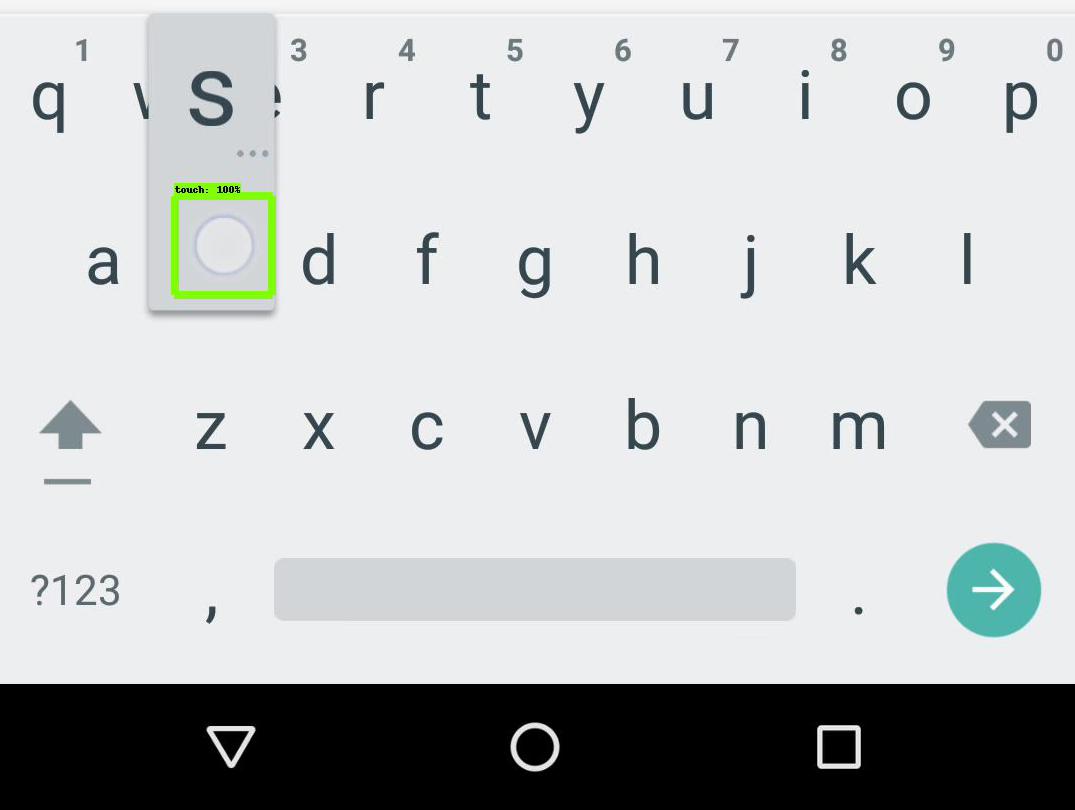 1 3 4 5 6 7 8 9 0
q w s e r t y u i o p
touch: 100%
a d f g h j k l
z x c v b n m
?123 , .